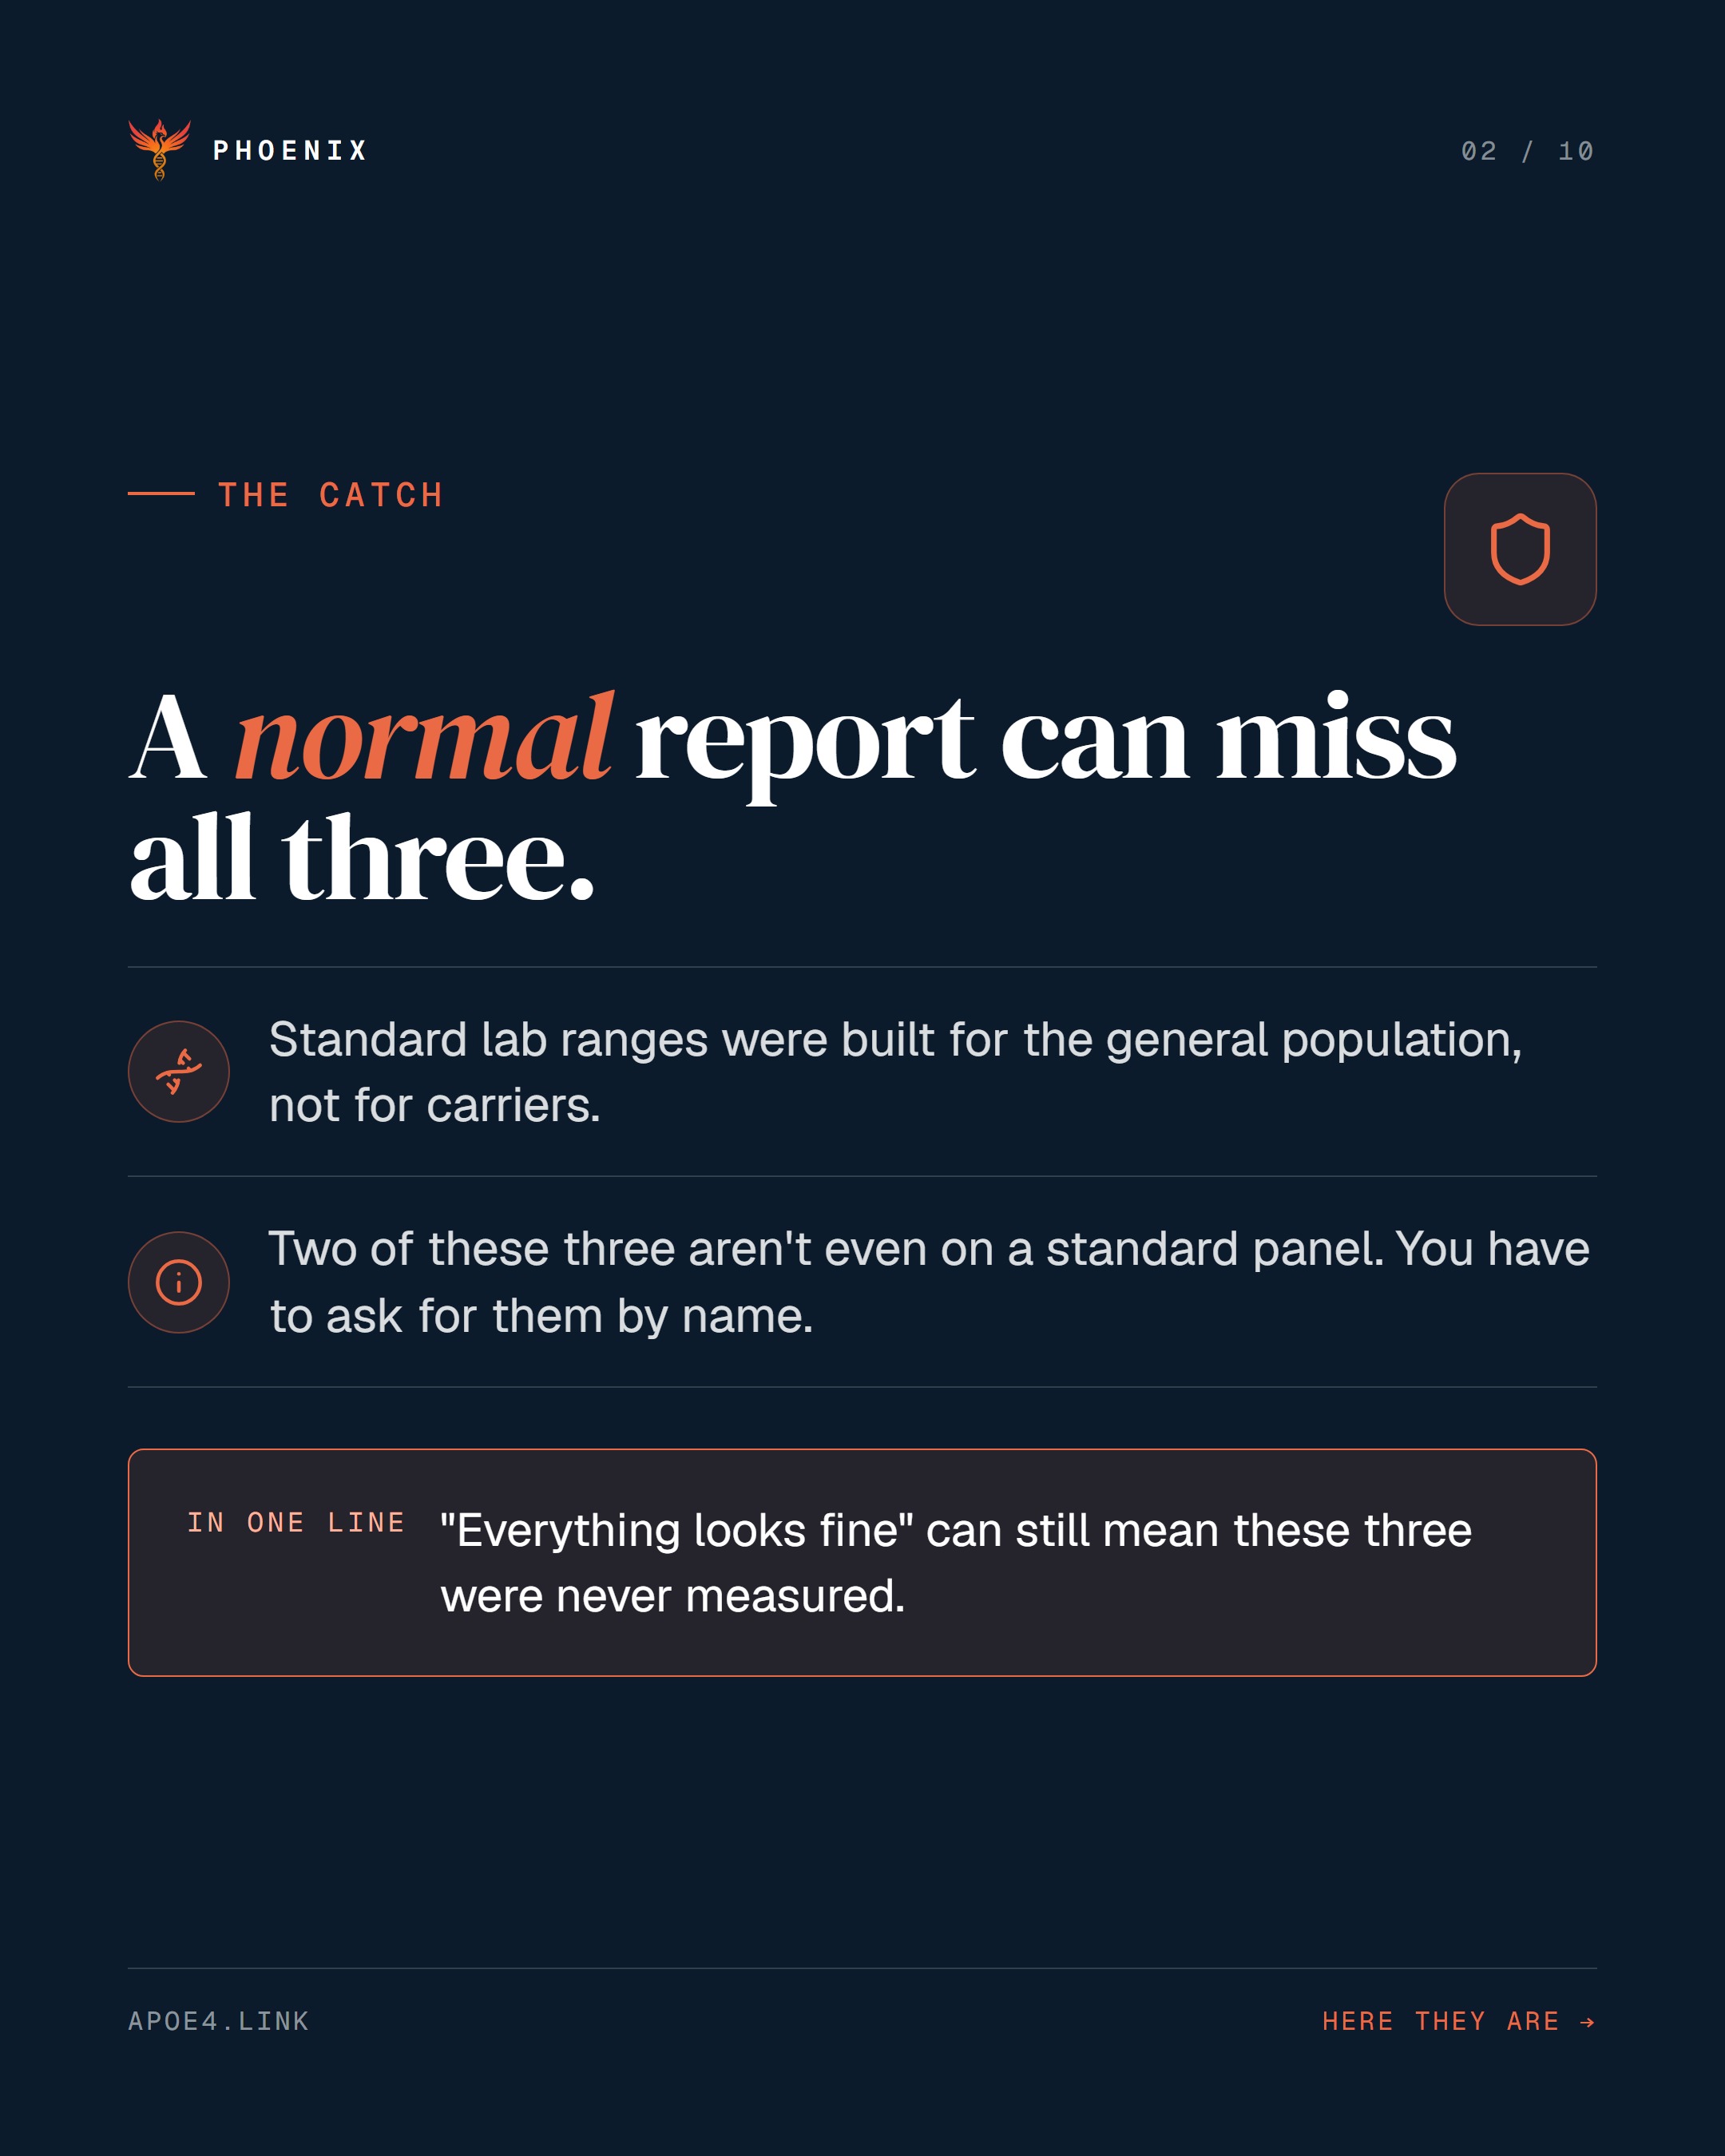 PHOENIX
02 / 10
THE CATCH
A normal report can miss
all three.
Standard lab ranges were built for the general population,
not for carriers.
Two of these three aren't even on a standard panel. You have
to ask for them by name.
IN ONE LINE
"Everything looks fine" can still mean these three
were never measured.
APOE4.LINK
HERE THEY ARE →